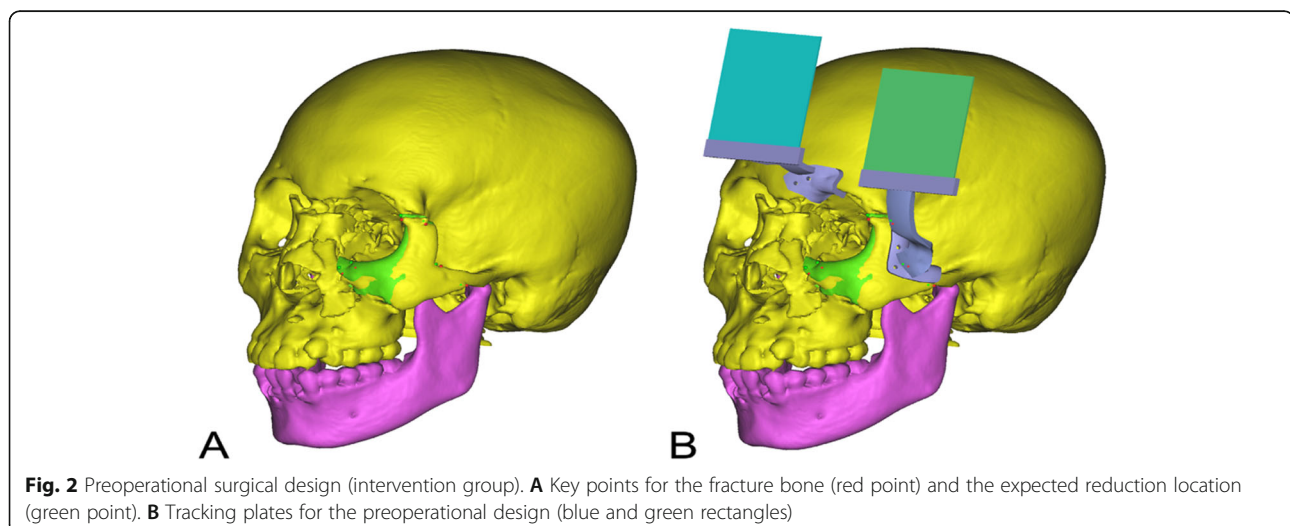 A
B
Fig. 2 Preoperational surgical design (intervention group). A Key points for the fracture bone (red point) and the expected reduction location
(green point). B Tracking plates for the preoperational design (blue and green rectangles)